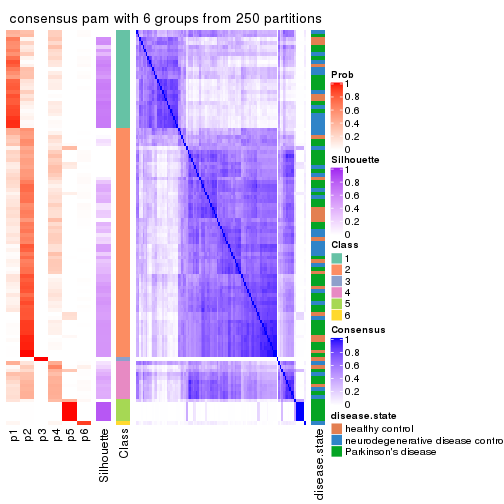 consensus pam with 6 groups from 250 partitions
Prob
1
0.8
0.6
0.4
0.2
0
Silhouette
1
0.8
0.6
0.4
0.2
0
Class
1
2
3
4
5
6
Consensus
1
0.8
0.6
0.4
0.2
0
disease.state
healthy control
neurodegenerative disease contro
Parkinson's disease
p1
p2
p3
p4
p5
p6
Silhouette
Class
disease.state